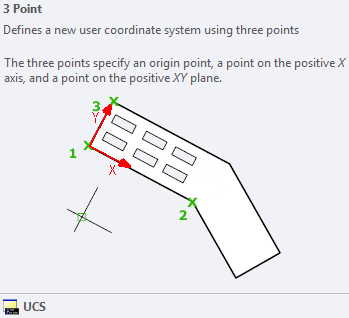 3 Point
Defines a new user coordinate system using three points
The three points specify an origin point, a point on the positive X
axis, and a point on the positive XY plane.
3
Y
1
X
2
UCS